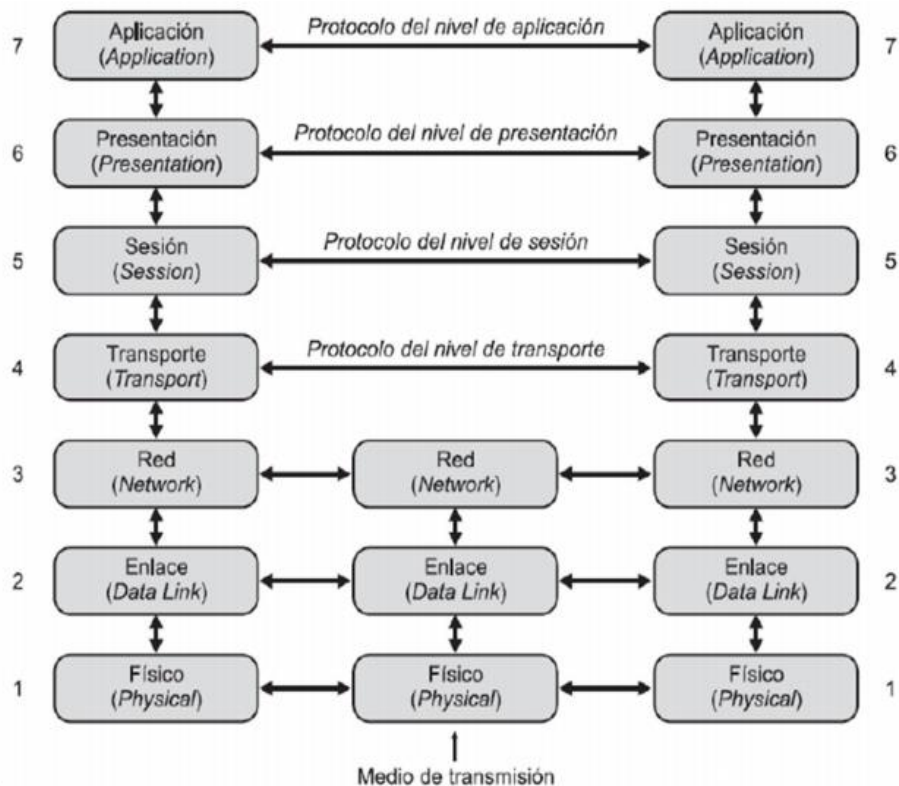 Protocolo del nivel de aplicación
7 Aplicación Aplicación 7
(Application) (Application)
Protocolo del nivel de presentación
6 Presentación Presentación 6
(Presentation) (Presentation)
Protocolo del nivel de sesión
5 Sesión Sesión 5
(Session) (Session)
Protocolo del nivel de transporte
4 Transporte Transporte 4
(Transport) (Transport)
3 Red Red Red 3
(Network) (Network) (Network)
2 Enlace Enlace Enlace 2
(Data Link) (Data Link) (Data Link)
1 Físico Físico Físico 1
(Physical) (Physical) (Physical)
Medio de transmisión